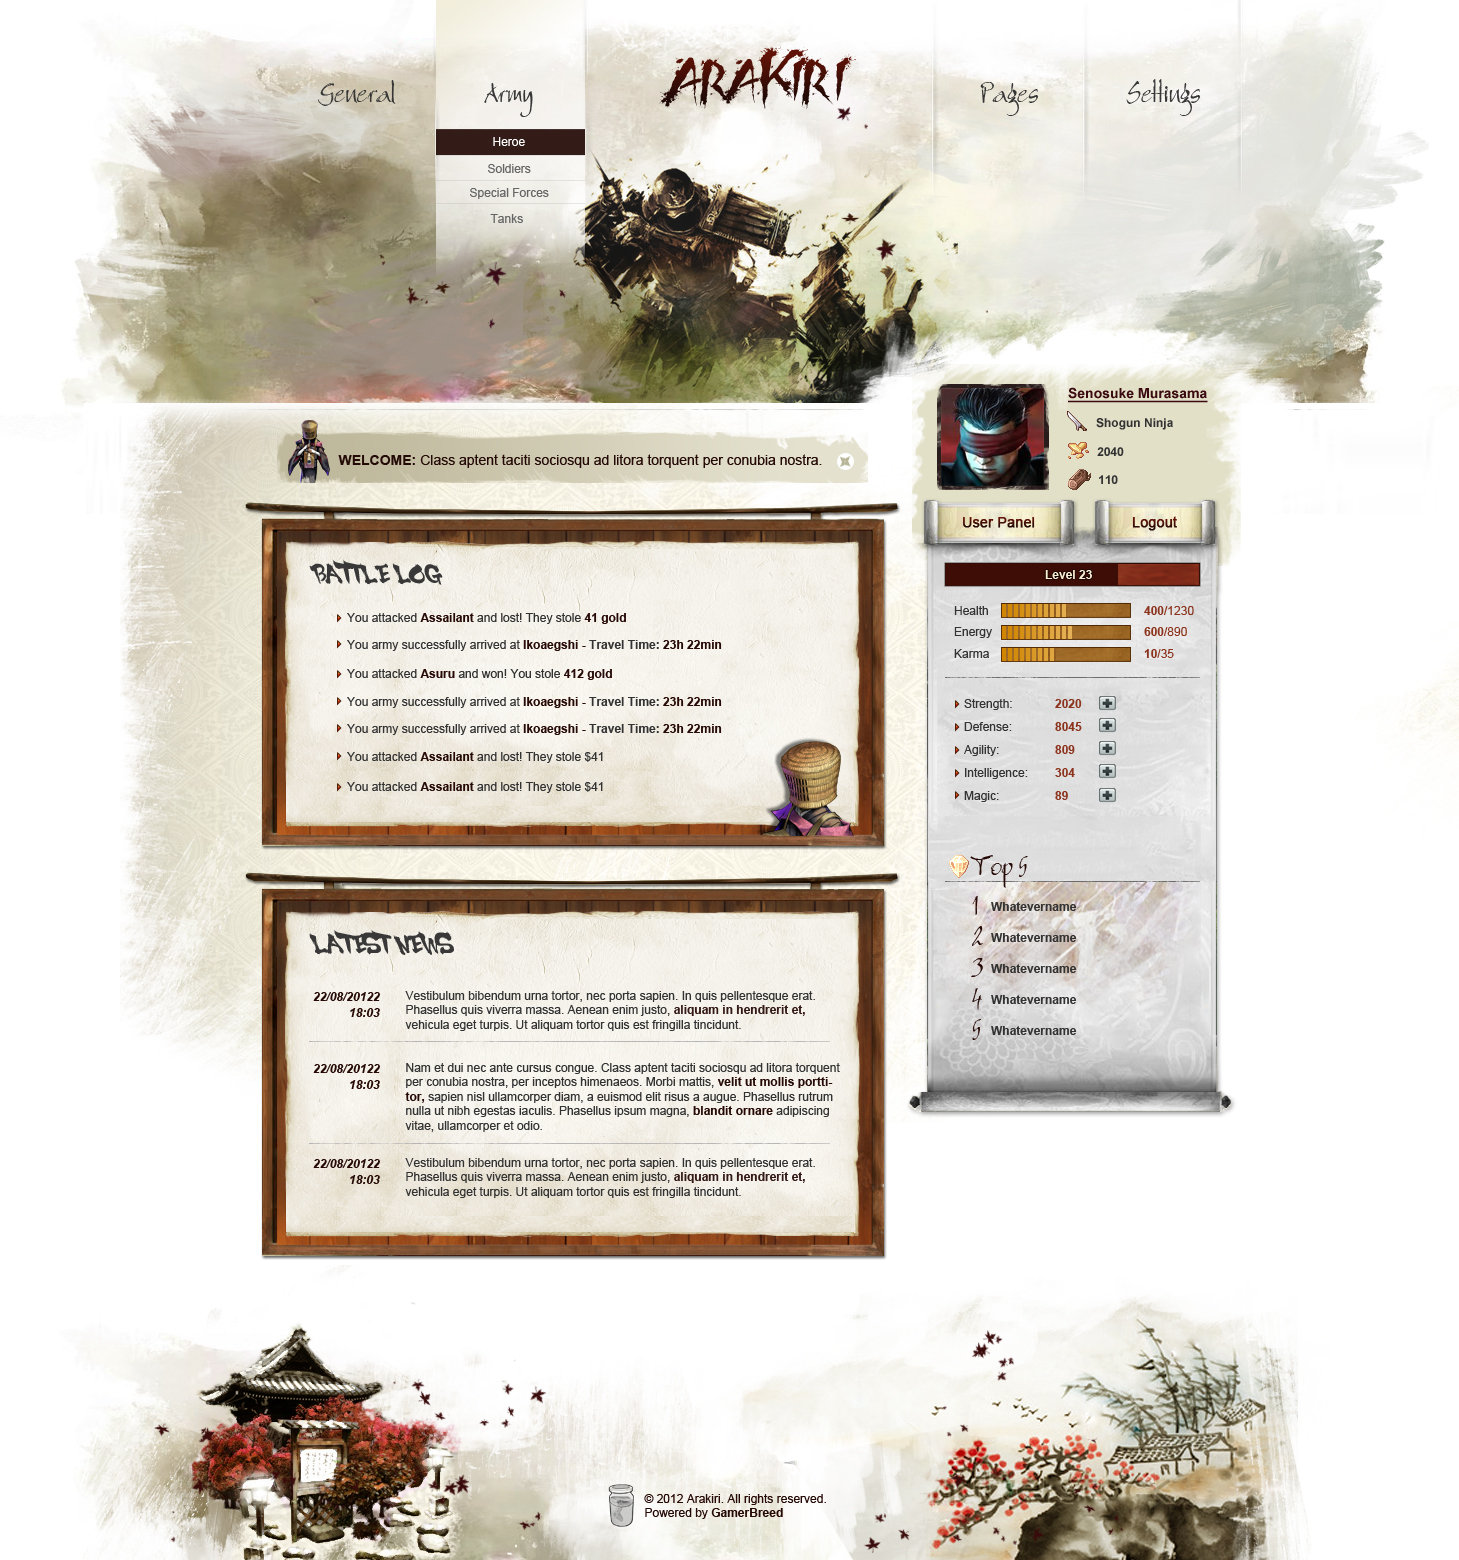 General
Army
ARAKIRI
Pages
Settings
Heroe
Soldiers
Special Forces
Tanks
Senosuke Murasama
Shogun Ninja
2040
110
WELCOME: Class aptent taciti sociosqu ad litora torquent per conubia nostra.
User Panel
Logout
BATTLE LOG
You attacked Assailant and lost! They stole 41 gold
You army successfully arrived at Ikoaegshi - Travel Time: 23h 22min
You attacked Asuru and won! You stole 412 gold
You army successfully arrived at Ikoaegshi - Travel Time: 23h 22min
You army successfully arrived at Ikoaegshi - Travel Time: 23h 22min
You attacked Assailant and lost! They stole $41
You attacked Assailant and lost! They stole $41
Level 23
Health 400/1230
Energy 600/890
Karma 10/35
Strength: 2020
Defense: 8045
Agility: 809
Intelligence: 304
Magic: 89
Top 5
1 Whatevername
2 Whatevername
3 Whatevername
4 Whatevername
5 Whatevername
LATEST NEWS
22/08/20122
18:03
Vestibulum bibendum urna tortor, nec porta sapien. In quis pellentesque erat.
Phasellus quis viverra massa. Aenean enim justo, aliquam in hendrerit et,
vehicula eget turpis. Ut aliquam tortor quis est fringilla tincidunt.
22/08/20122
18:03
Nam et dui nec ante cursus congue. Class aptent taciti sociosqu ad litora torquent
per conubia nostra, per inceptos himenaeos. Morbi mattis, velit ut mollis portti-
tor, sapien nisl ullamcorper diam, a euismod elit risus a augue. Phasellus rutrum
nulla ut nibh egestas iaculis. Phasellus ipsum magna, blandit ornare adipiscing
vitae, ullamcorper et odio.
22/08/20122
18:03
Vestibulum bibendum urna tortor, nec porta sapien. In quis pellentesque erat.
Phasellus quis viverra massa. Aenean enim justo, aliquam in hendrerit et,
vehicula eget turpis. Ut aliquam tortor quis est fringilla tincidunt.
© 2012 Arakiri. All rights reserved.
Powered by GamerBreed